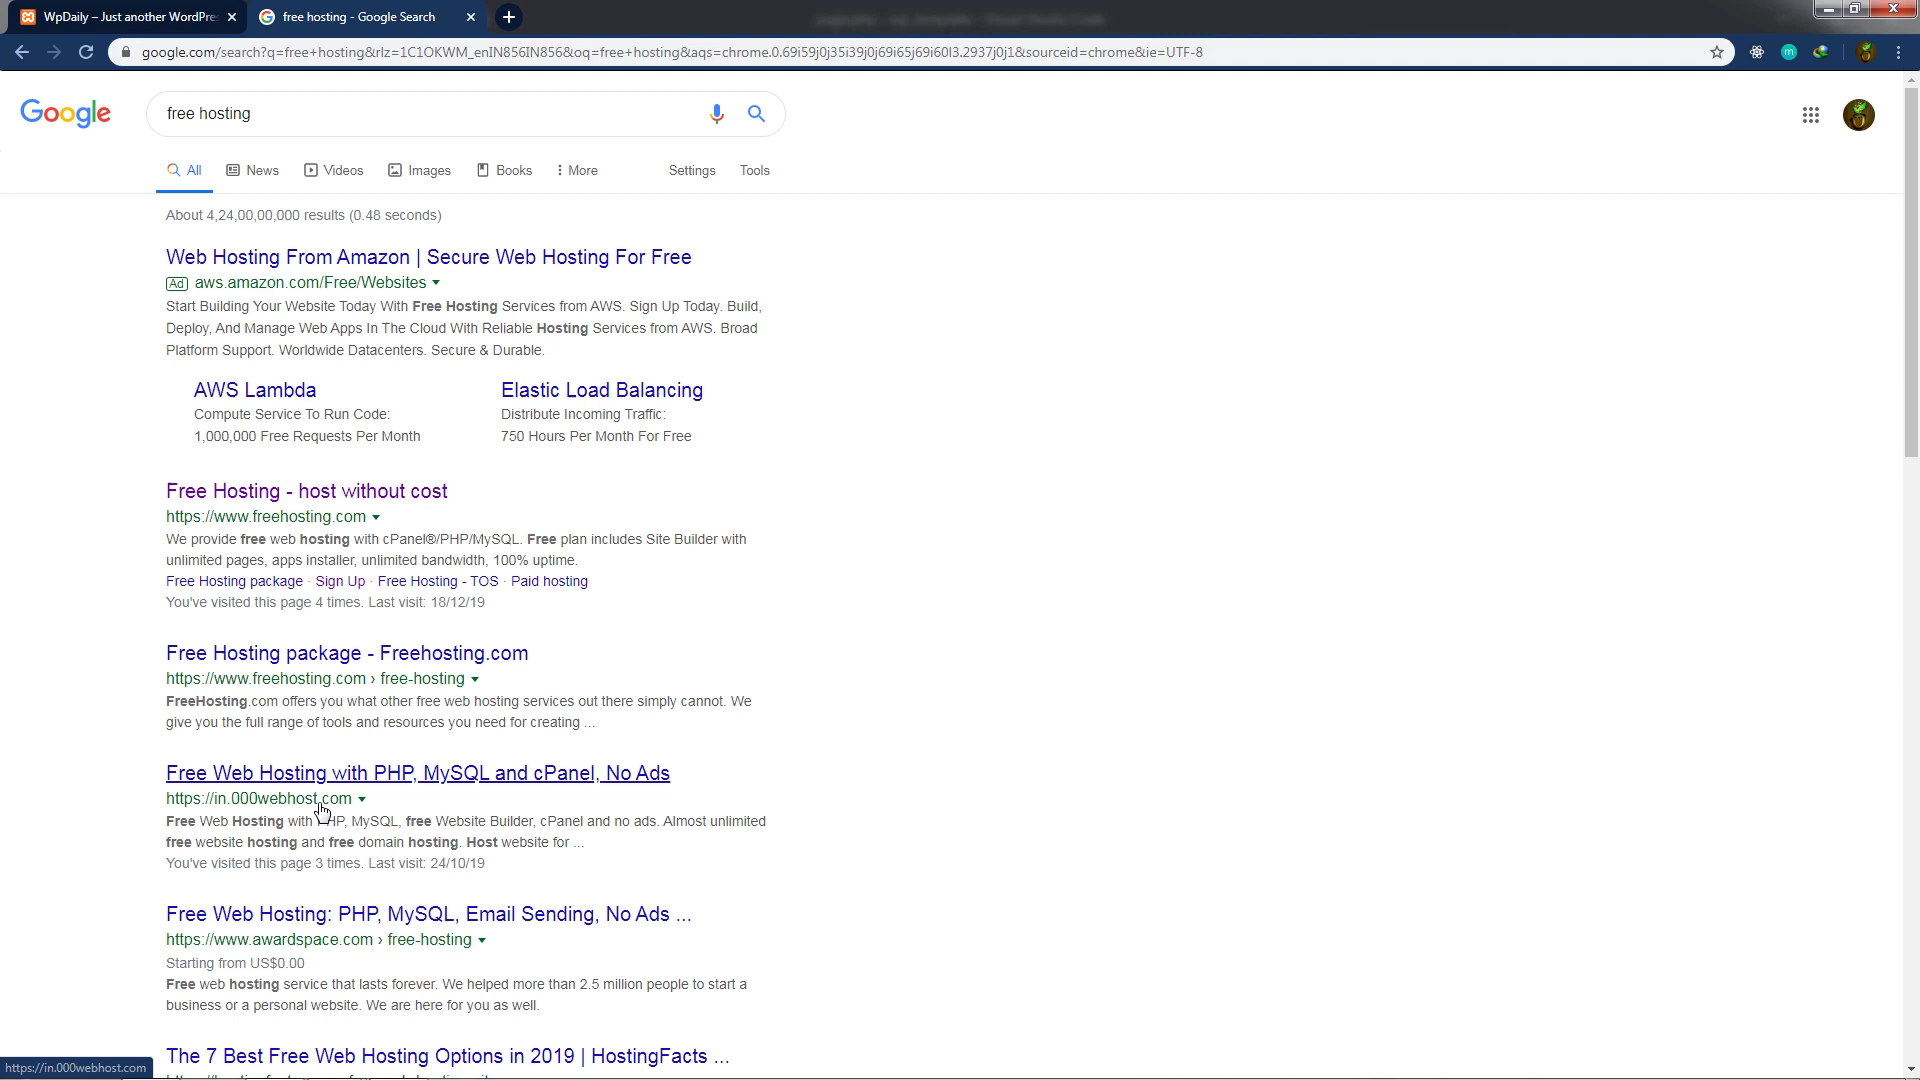 WpDaily – Just another WordPre
free hosting - Google Search
google.com/search?q=free+hosting&rlz=1C1OKWM_enIN856IN856&oq=free+hosting&aqs=chrome.0.69i59j0j35i39j0j69i65j69i60l3.2937j0j1&sourceid=chrome&ie=UTF-8
Google
free hosting
All News Videos Images Books More Settings Tools
About 4,24,00,00,000 results (0.48 seconds)
Web Hosting From Amazon | Secure Web Hosting For Free
Ad aws.amazon.com/Free/Websites
Start Building Your Website Today With Free Hosting Services from AWS. Sign Up Today. Build,
Deploy, And Manage Web Apps In The Cloud With Reliable Hosting Services from AWS. Broad
Platform Support. Worldwide Datacenters. Secure & Durable.
AWS Lambda
Compute Service To Run Code:
1,000,000 Free Requests Per Month
Elastic Load Balancing
Distribute Incoming Traffic:
750 Hours Per Month For Free
Free Hosting - host without cost
https://www.freehosting.com
We provide free web hosting with cPanel®/PHP/MySQL. Free plan includes Site Builder with
unlimited pages, apps installer, unlimited bandwidth, 100% uptime.
Free Hosting package · Sign Up · Free Hosting - TOS · Paid hosting
You've visited this page 4 times. Last visit: 18/12/19
Free Hosting package - Freehosting.com
https://www.freehosting.com › free-hosting
FreeHosting.com offers you what other free web hosting services out there simply cannot. We
give you the full range of tools and resources you need for creating ...
Free Web Hosting with PHP, MySQL and cPanel, No Ads
https://in.000webhost.com
Free Web Hosting with PHP, MySQL, free Website Builder, cPanel and no ads. Almost unlimited
free website hosting and free domain hosting. Host website for ...
You've visited this page 3 times. Last visit: 24/10/19
Free Web Hosting: PHP, MySQL, Email Sending, No Ads ...
https://www.awardspace.com › free-hosting
Starting from US$0.00
Free web hosting service that lasts forever. We helped more than 2.5 million people to start a
business or a personal website. We are here for you as well.
The 7 Best Free Web Hosting Options in 2019 | HostingFacts ...
https://in.000webhost.com